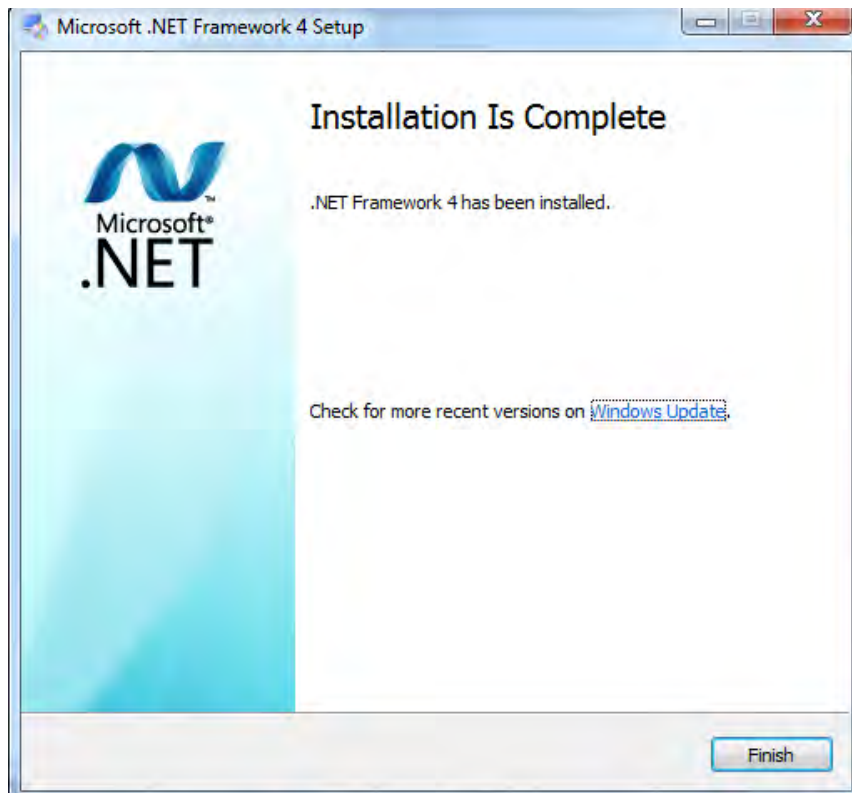 Microsoft .NET Framework 4 Setup
Installation Is Complete
.NET Framework 4 has been installed.
Microsoft®
.NET
™
Check for more recent versions on Windows Update.
Finish